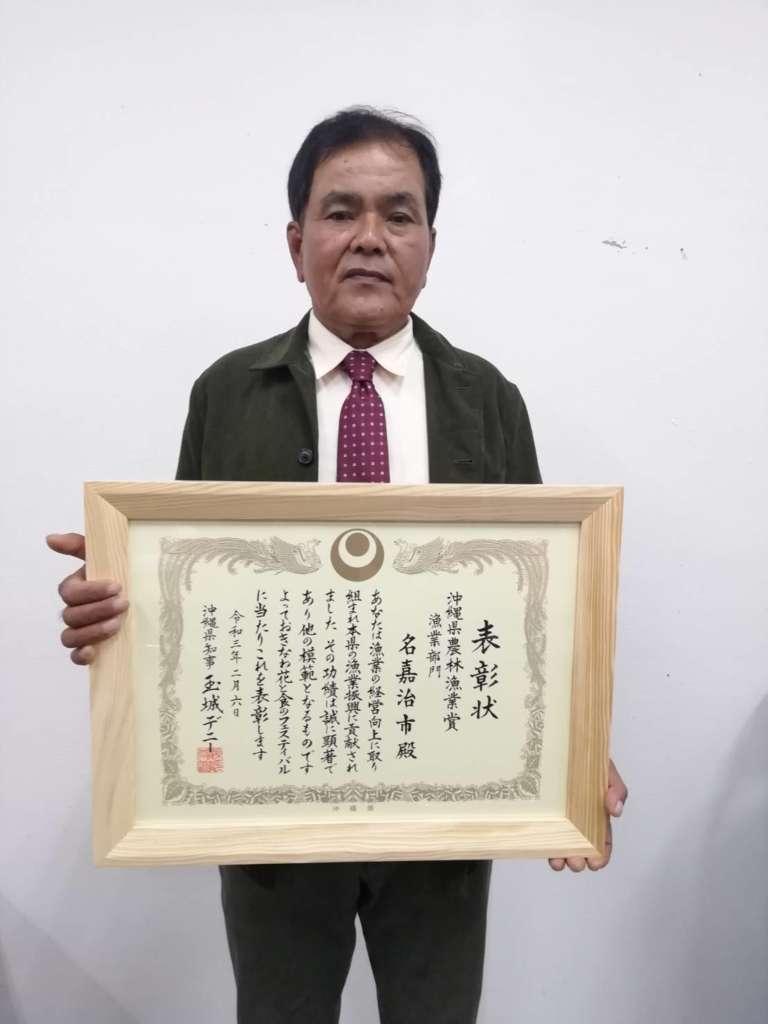 表彰状
沖縄県農林漁業賞
漁業部門
名嘉治市殿
あなたは漁業の経営向上に取り
組まれ本県の漁業振興に貢献され
ました その功績は誠に顕著で
あり他の模範となるものです
よっておきなわ花と食のフェスティバル
に当たりこれを表彰します
令和三年二月六日
沖縄県知事 玉城デニー
沖縄県